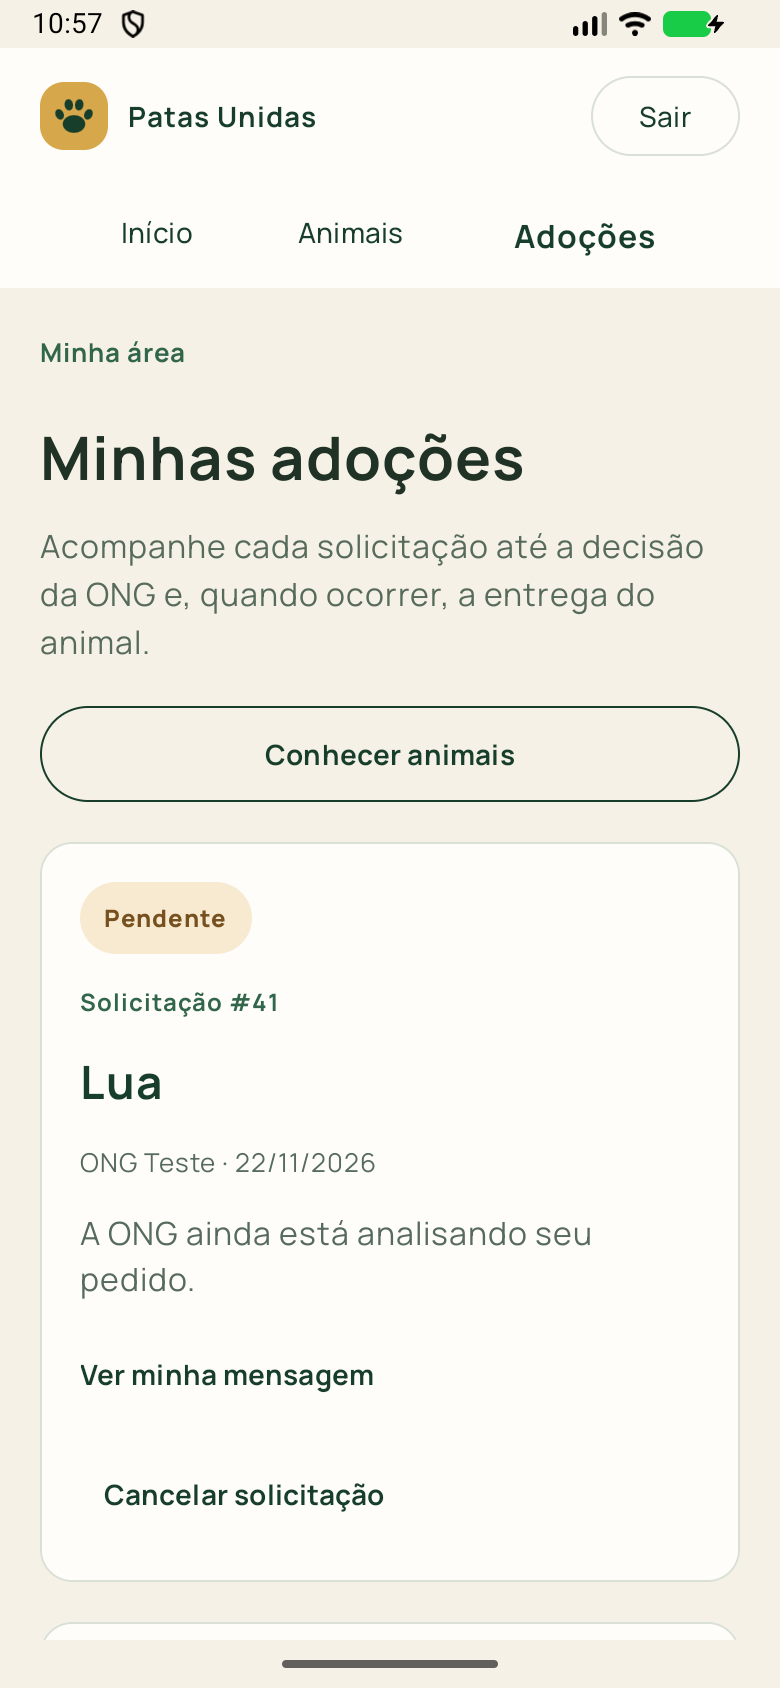 10:57
Patas Unidas
Sair
Início
Animais
Adoções
Minha área
Minhas adoções
Acompanhe cada solicitação até a decisão
da ONG e, quando ocorrer, a entrega do
animal.
Conhecer animais
Pendente
Solicitação #41
Lua
ONG Teste · 22/11/2026
A ONG ainda está analisando seu
pedido.
Ver minha mensagem
Cancelar solicitação